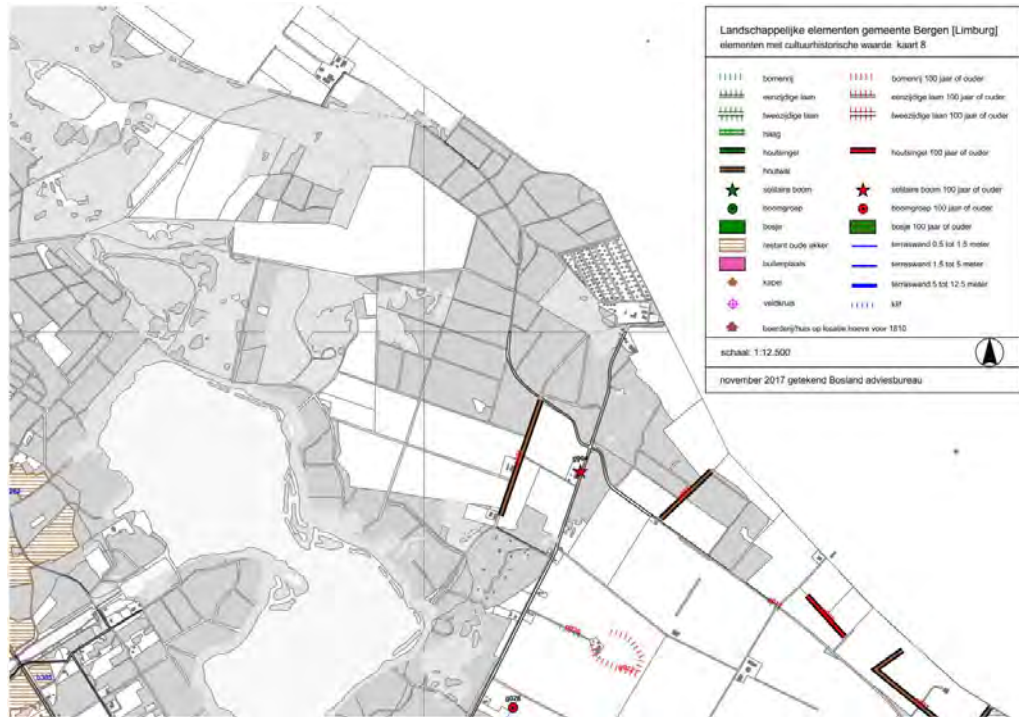 Landschappelijke elementen gemeente Bergen [Limburg]
elementen met cultuurhistorische waarde kaart 8
bomenrij
bomenrij 100 jaar of ouder
eenzijdige laan
eenzijdige laan 100 jaar of ouder
tweezijdige laan
tweezijdige laan 100 jaar of ouder
haag
houtsingel
houtsingel 100 jaar of ouder
houtwal
solitaire boom
solitaire boom 100 jaar of ouder
boomgroep
boomgroep 100 jaar of ouder
bosje
bosje 100 jaar of ouder
restant oude akker
terraswand 0.5 tot 1.5 meter
buitenplaats
terraswand 1.5 tot 5 meter
kapel
terraswand 5 tot 12.5 meter
veldkruis
klif
boerderij/huis op locatie hoeve voor 1810
schaal: 1:12.500
november 2017 getekend Bosland adviesbureau